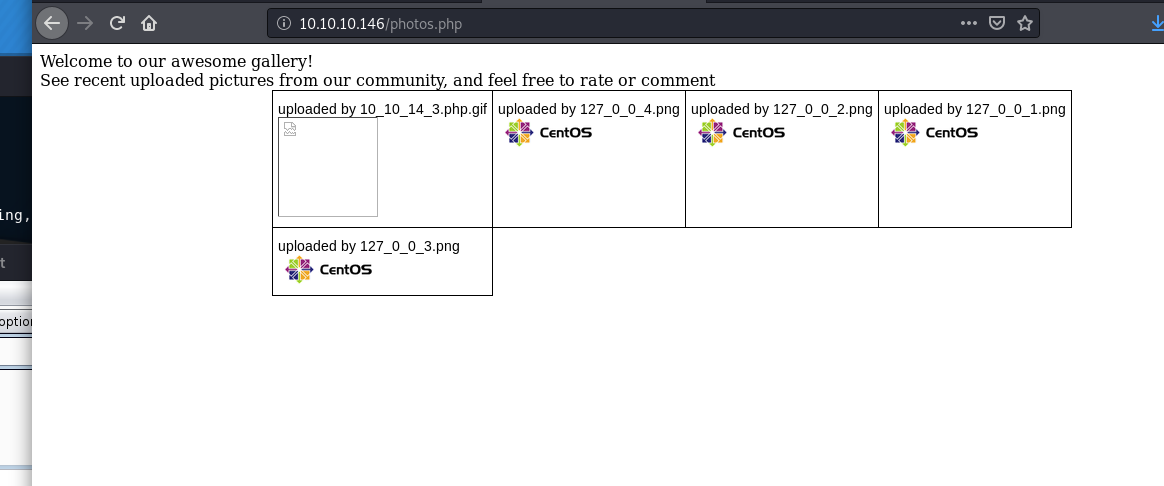 10.10.10.146/photos.php
Welcome to our awesome gallery!
See recent uploaded pictures from our community, and feel free to rate or comment
uploaded by 10_10_14_3.php.gif
uploaded by 127_0_0_4.png
uploaded by 127_0_0_2.png
uploaded by 127_0_0_1.png
CentOS
CentOS
CentOS
ing,
uploaded by 127_0_0_3.png
t
CentOS
option